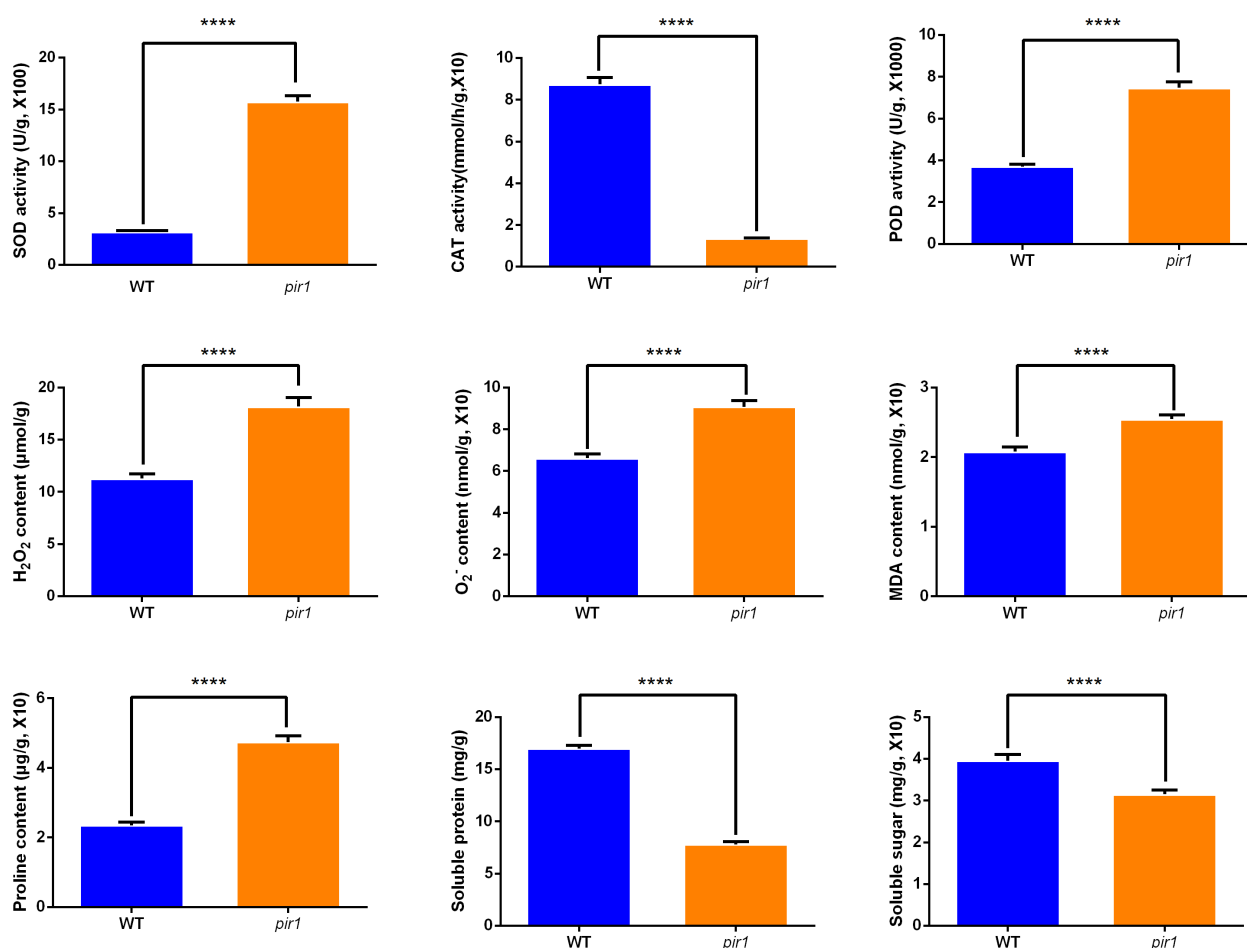 ****
SOD activity (U/g, X100)
20
15
10
5
0
WT
pir1
****
CAT activity(mmol/h/g,X10)
10
8
6
4
2
0
WT
pir1
****
POD avtivity (U/g, X1000)
10
8
6
4
2
0
WT
pir1
****
H₂O₂ content (µmol/g)
20
15
10
5
0
WT
pir1
****
O₂⁻ content (nmol/g, X10)
10
8
6
4
2
0
WT
pir1
****
MDA content (nmol/g, X10)
3
2
1
0
WT
pir1
****
Proline content (µg/g, X10)
6
4
2
0
WT
pir1
****
Soluble protein (mg/g)
20
15
10
5
0
WT
pir1
****
Soluble sugar (mg/g, X10)
5
4
3
2
1
0
WT
pir1